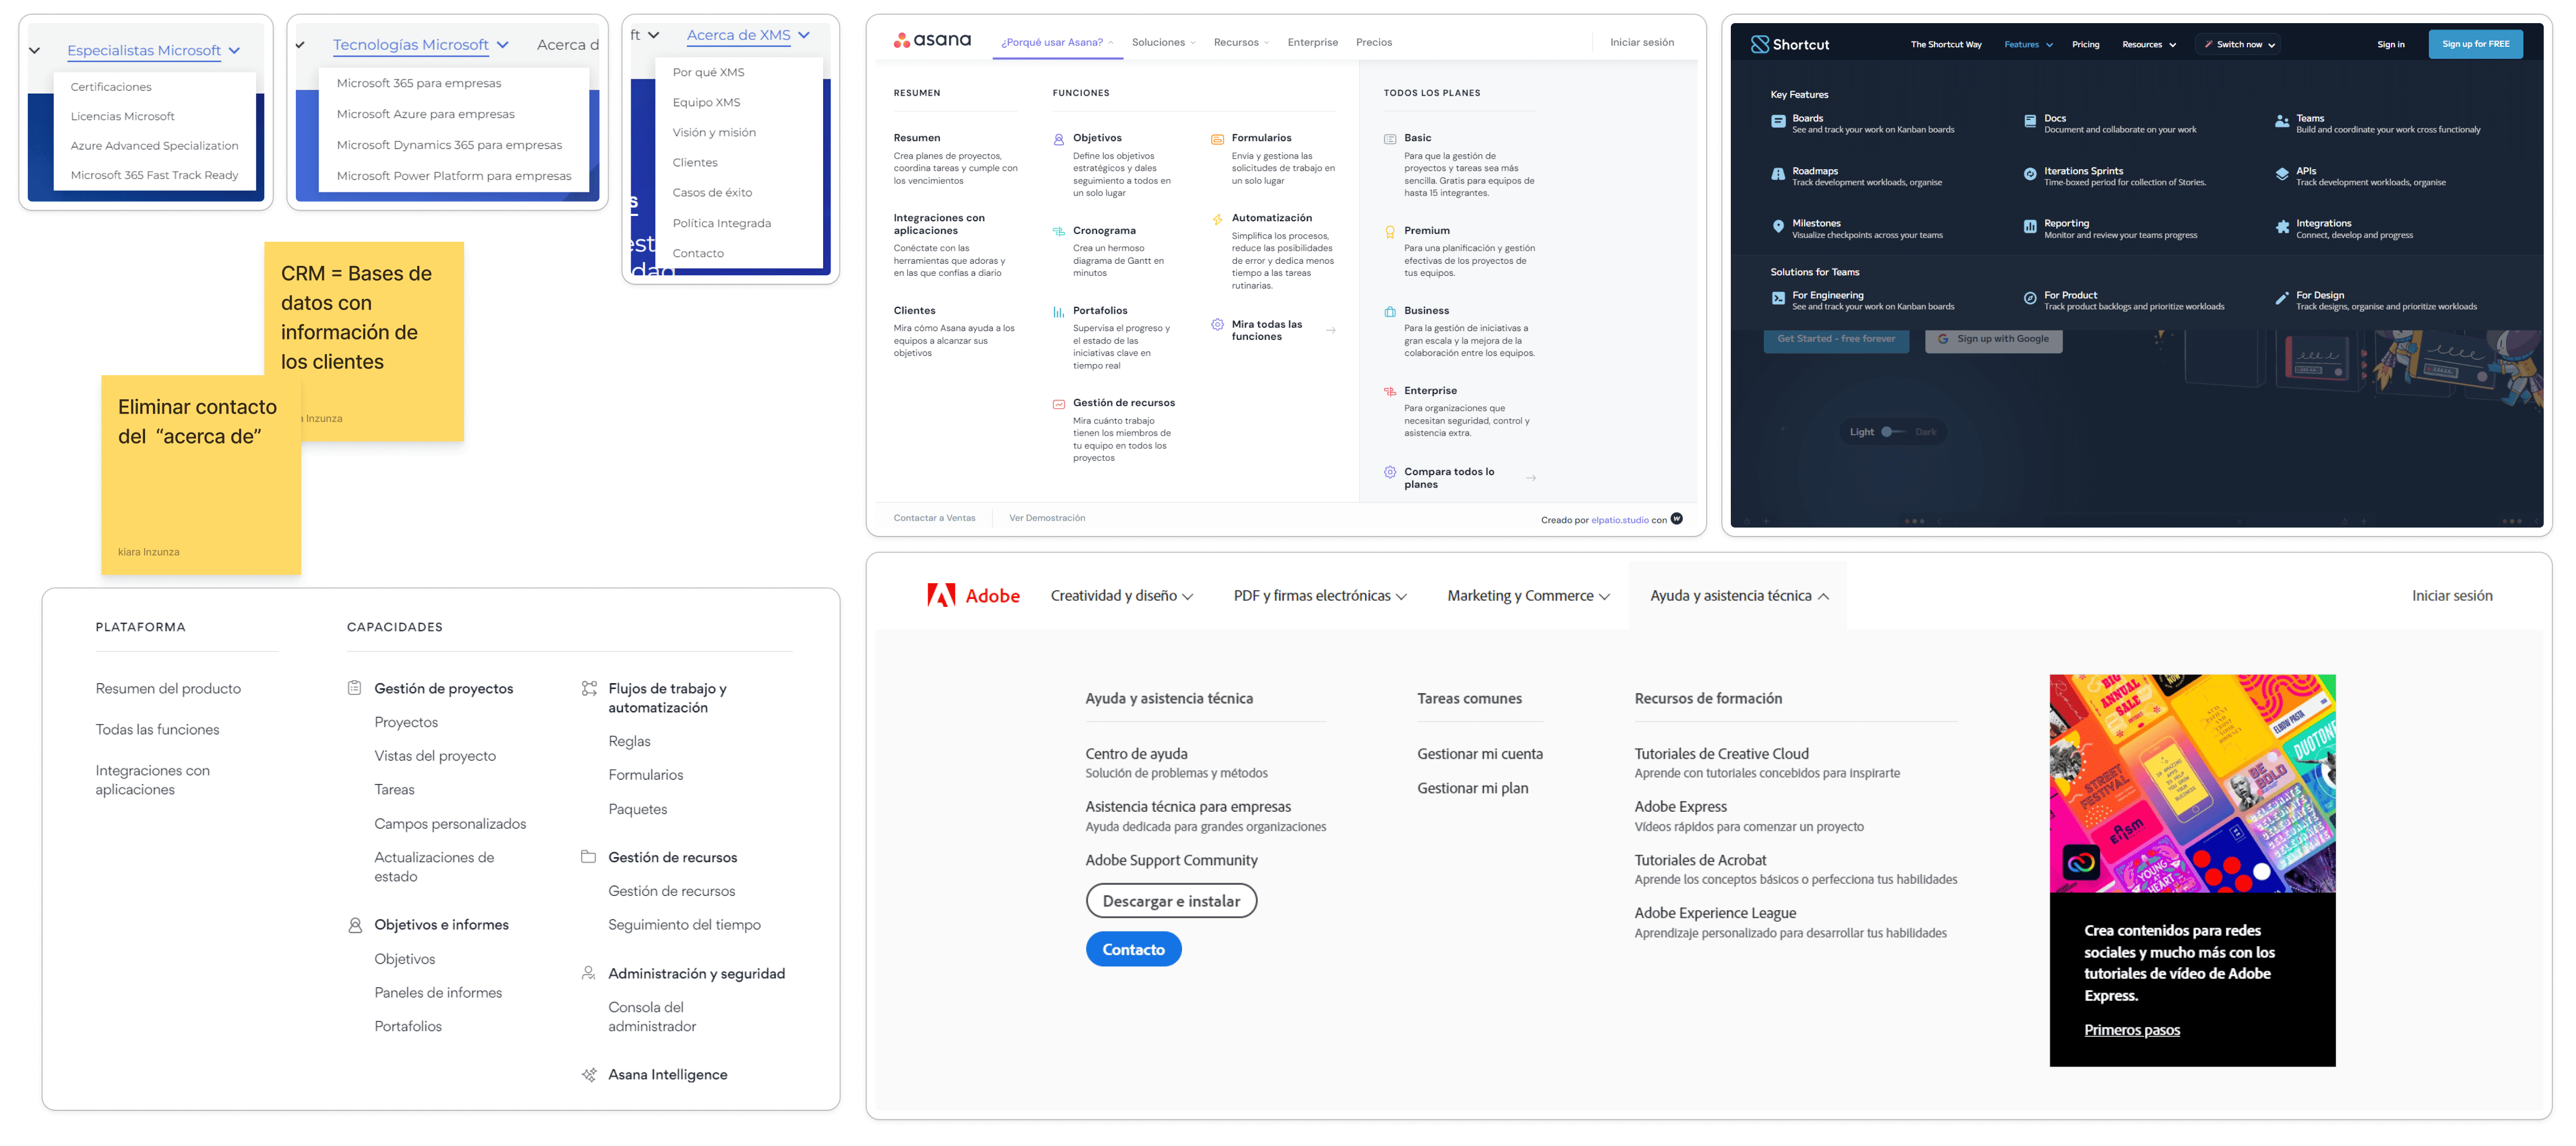 Especialistas Microsoft
Certificaciones
Licencias Microsoft
Azure Advanced Specialization
Microsoft 365 Fast Track Ready
Tecnologías Microsoft
Acerca d
Microsoft 365 para empresas
Microsoft Azure para empresas
Microsoft Dynamics 365 para empresas
Microsoft Power Platform para empresas
ft
Acerca de XMS
Por qué XMS
Equipo XMS
Visión y misión
Clientes
Casos de éxito
Política Integrada
Contacto
s
est
dad
CRM = Bases de
datos con
información de
los clientes
Inzunza
Eliminar contacto
del “acerca de”
kiara Inzunza
asana
¿Porqué usar Asana?
Soluciones
Recursos
Enterprise
Precios
Iniciar sesión
RESUMEN
Resumen
Crea planes de proyectos,
coordina tareas y cumple con
los vencimientos
Integraciones con
aplicaciones
Conéctate con las
herramientas que adoras y
en las que confías a diario
Clientes
Mira cómo Asana ayuda a los
equipos a alcanzar sus
objetivos
FUNCIONES
Objetivos
Define los objetivos
estratégicos y dales
seguimiento a todos en
un solo lugar
Cronograma
Crea un hermoso
diagrama de Gantt en
minutos
Portafolios
Supervisa el progreso y
el estado de las
iniciativas clave en
tiempo real
Gestión de recursos
Mira cuánto trabajo
tienen los miembros de
tu equipo en todos los
proyectos
Formularios
Envia y gestiona las
solicitudes de trabajo en
un solo lugar
Automatización
Simplifica los procesos,
reduce las posibilidades
de error y dedica menos
tiempo a las tareas
rutinarias.
Mira todas las
funciones
TODOS LOS PLANES
Basic
Para que la gestión de
proyectos y tareas sea más
sencilla. Gratis para equipos de
hasta 15 integrantes.
Premium
Para una planificación y gestión
efectivas de los proyectos de
tus equipos.
Business
Para la gestión de iniciativas a
gran escala y la mejora de la
colaboración entre los equipos.
Enterprise
Para organizaciones que
necesitan seguridad, control y
asistencia extra.
Compara todos lo
planes
Contactar a Ventas
Ver Demostración
Creado por elpatio.studio con
Shortcut
The Shortcut Way
Features
Pricing
Resources
Switch now
Sign in
Sign up for FREE
Key Features
Boards
See and track your work on Kanban boards
Docs
Document and collaborate on your work
Teams
Build and coordinate your work cross functionaly
Roadmaps
Track development workloads, organise
Iterations Sprints
Time-boxed period for collection of Stories.
APIs
Track development workloads, organise
Milestones
Visualize checkpoints across your teams
Reporting
Monitor and review your teams progress
Integrations
Connect, develop and progress
Solutions for Teams
For Engineering
See and track your work on Kanban boards
For Product
Track product backlogs and prioritize workloads
For Design
Track designs, organise and prioritize workloads
Get Started - free forever
Sign up with Google
Light
Dark
PLATAFORMA
Resumen del producto
Todas las funciones
Integraciones con
aplicaciones
CAPACIDADES
Gestión de proyectos
Proyectos
Vistas del proyecto
Tareas
Campos personalizados
Actualizaciones de
estado
Objetivos e informes
Objetivos
Paneles de informes
Portafolios
Flujos de trabajo y
automatización
Reglas
Formularios
Paquetes
Gestión de recursos
Gestión de recursos
Seguimiento del tiempo
Administración y seguridad
Consola del
administrador
Asana Intelligence
Adobe
Creatividad y diseño
PDF y firmas electrónicas
Marketing y Commerce
Ayuda y asistencia técnica
Iniciar sesión
Ayuda y asistencia técnica
Centro de ayuda
Solución de problemas y métodos
Asistencia técnica para empresas
Ayuda dedicada para grandes organizaciones
Adobe Support Community
Descargar e instalar
Contacto
Tareas comunes
Gestionar mi cuenta
Gestionar mi plan
Recursos de formación
Tutoriales de Creative Cloud
Aprende con tutoriales concebidos para inspirarte
Adobe Express
Vídeos rápidos para comenzar un proyecto
Tutoriales de Acrobat
Aprende los conceptos básicos o perfecciona tus habilidades
Adobe Experience League
Aprendizaje personalizado para desarrollar tus habilidades
BIG
ANNUAL
SALE
STREET
FESTIVAL
ELBOW PASTA
DUOTONE
BE
BOLD
YOUNG
AT
HEART
Crea contenidos para redes
sociales y mucho más con los
tutoriales de vídeo de Adobe
Express.
Primeros pasos